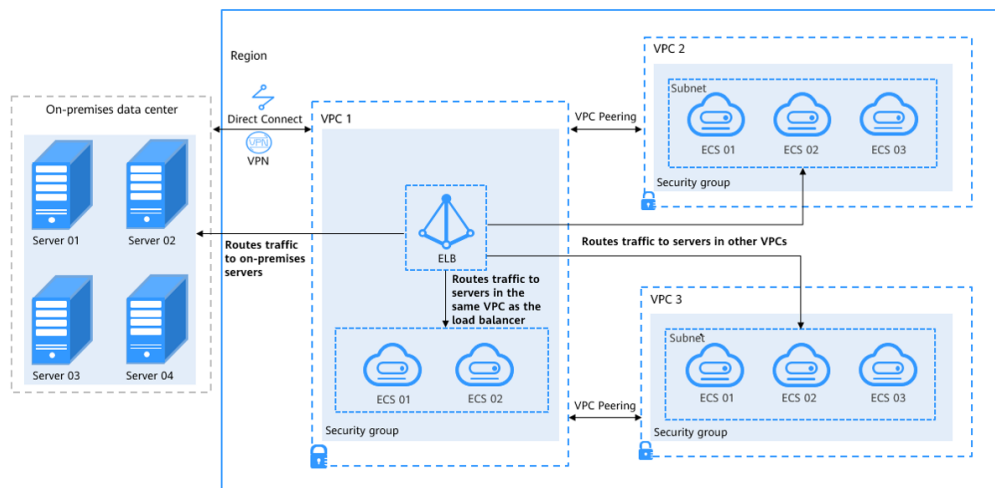 Region
On-premises data center
Server 01
Server 02
Server 03
Server 04
Direct Connect
VPN
VPN
Routes traffic
to on-premises
servers
VPC 1
ELB
Routes traffic to
servers in the
same VPC as the
load balancer
ECS 01
ECS 02
Security group
VPC Peering
Routes traffic to servers in other VPCs
VPC Peering
VPC 2
Subnet
ECS 01
ECS 02
ECS 03
Security group
VPC 3
Subnet
ECS 01
ECS 02
ECS 03
Security group